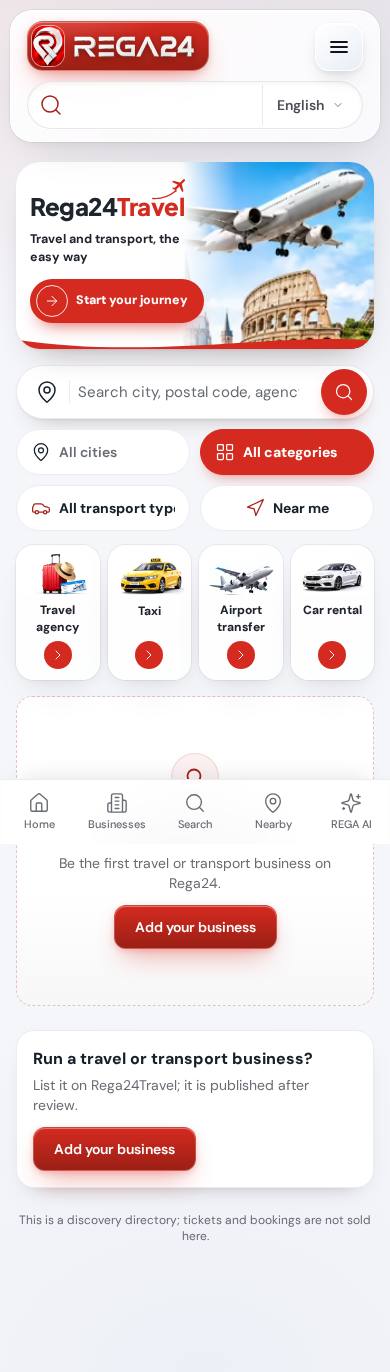 REGA24
English
Rega24Travel
Travel and transport, the
easy way
Start your journey
Search city, postal code, agenc
All cities
All categories
All transport type
Near me
Travel
agency
Taxi
Airport
transfer
Car rental
TAXI
Home
Businesses
Search
Nearby
REGA AI
Be the first travel or transport business on
Rega24.
Add your business
Run a travel or transport business?
List it on Rega24Travel; it is published after
review.
Add your business
This is a discovery directory; tickets and bookings are not sold
here.